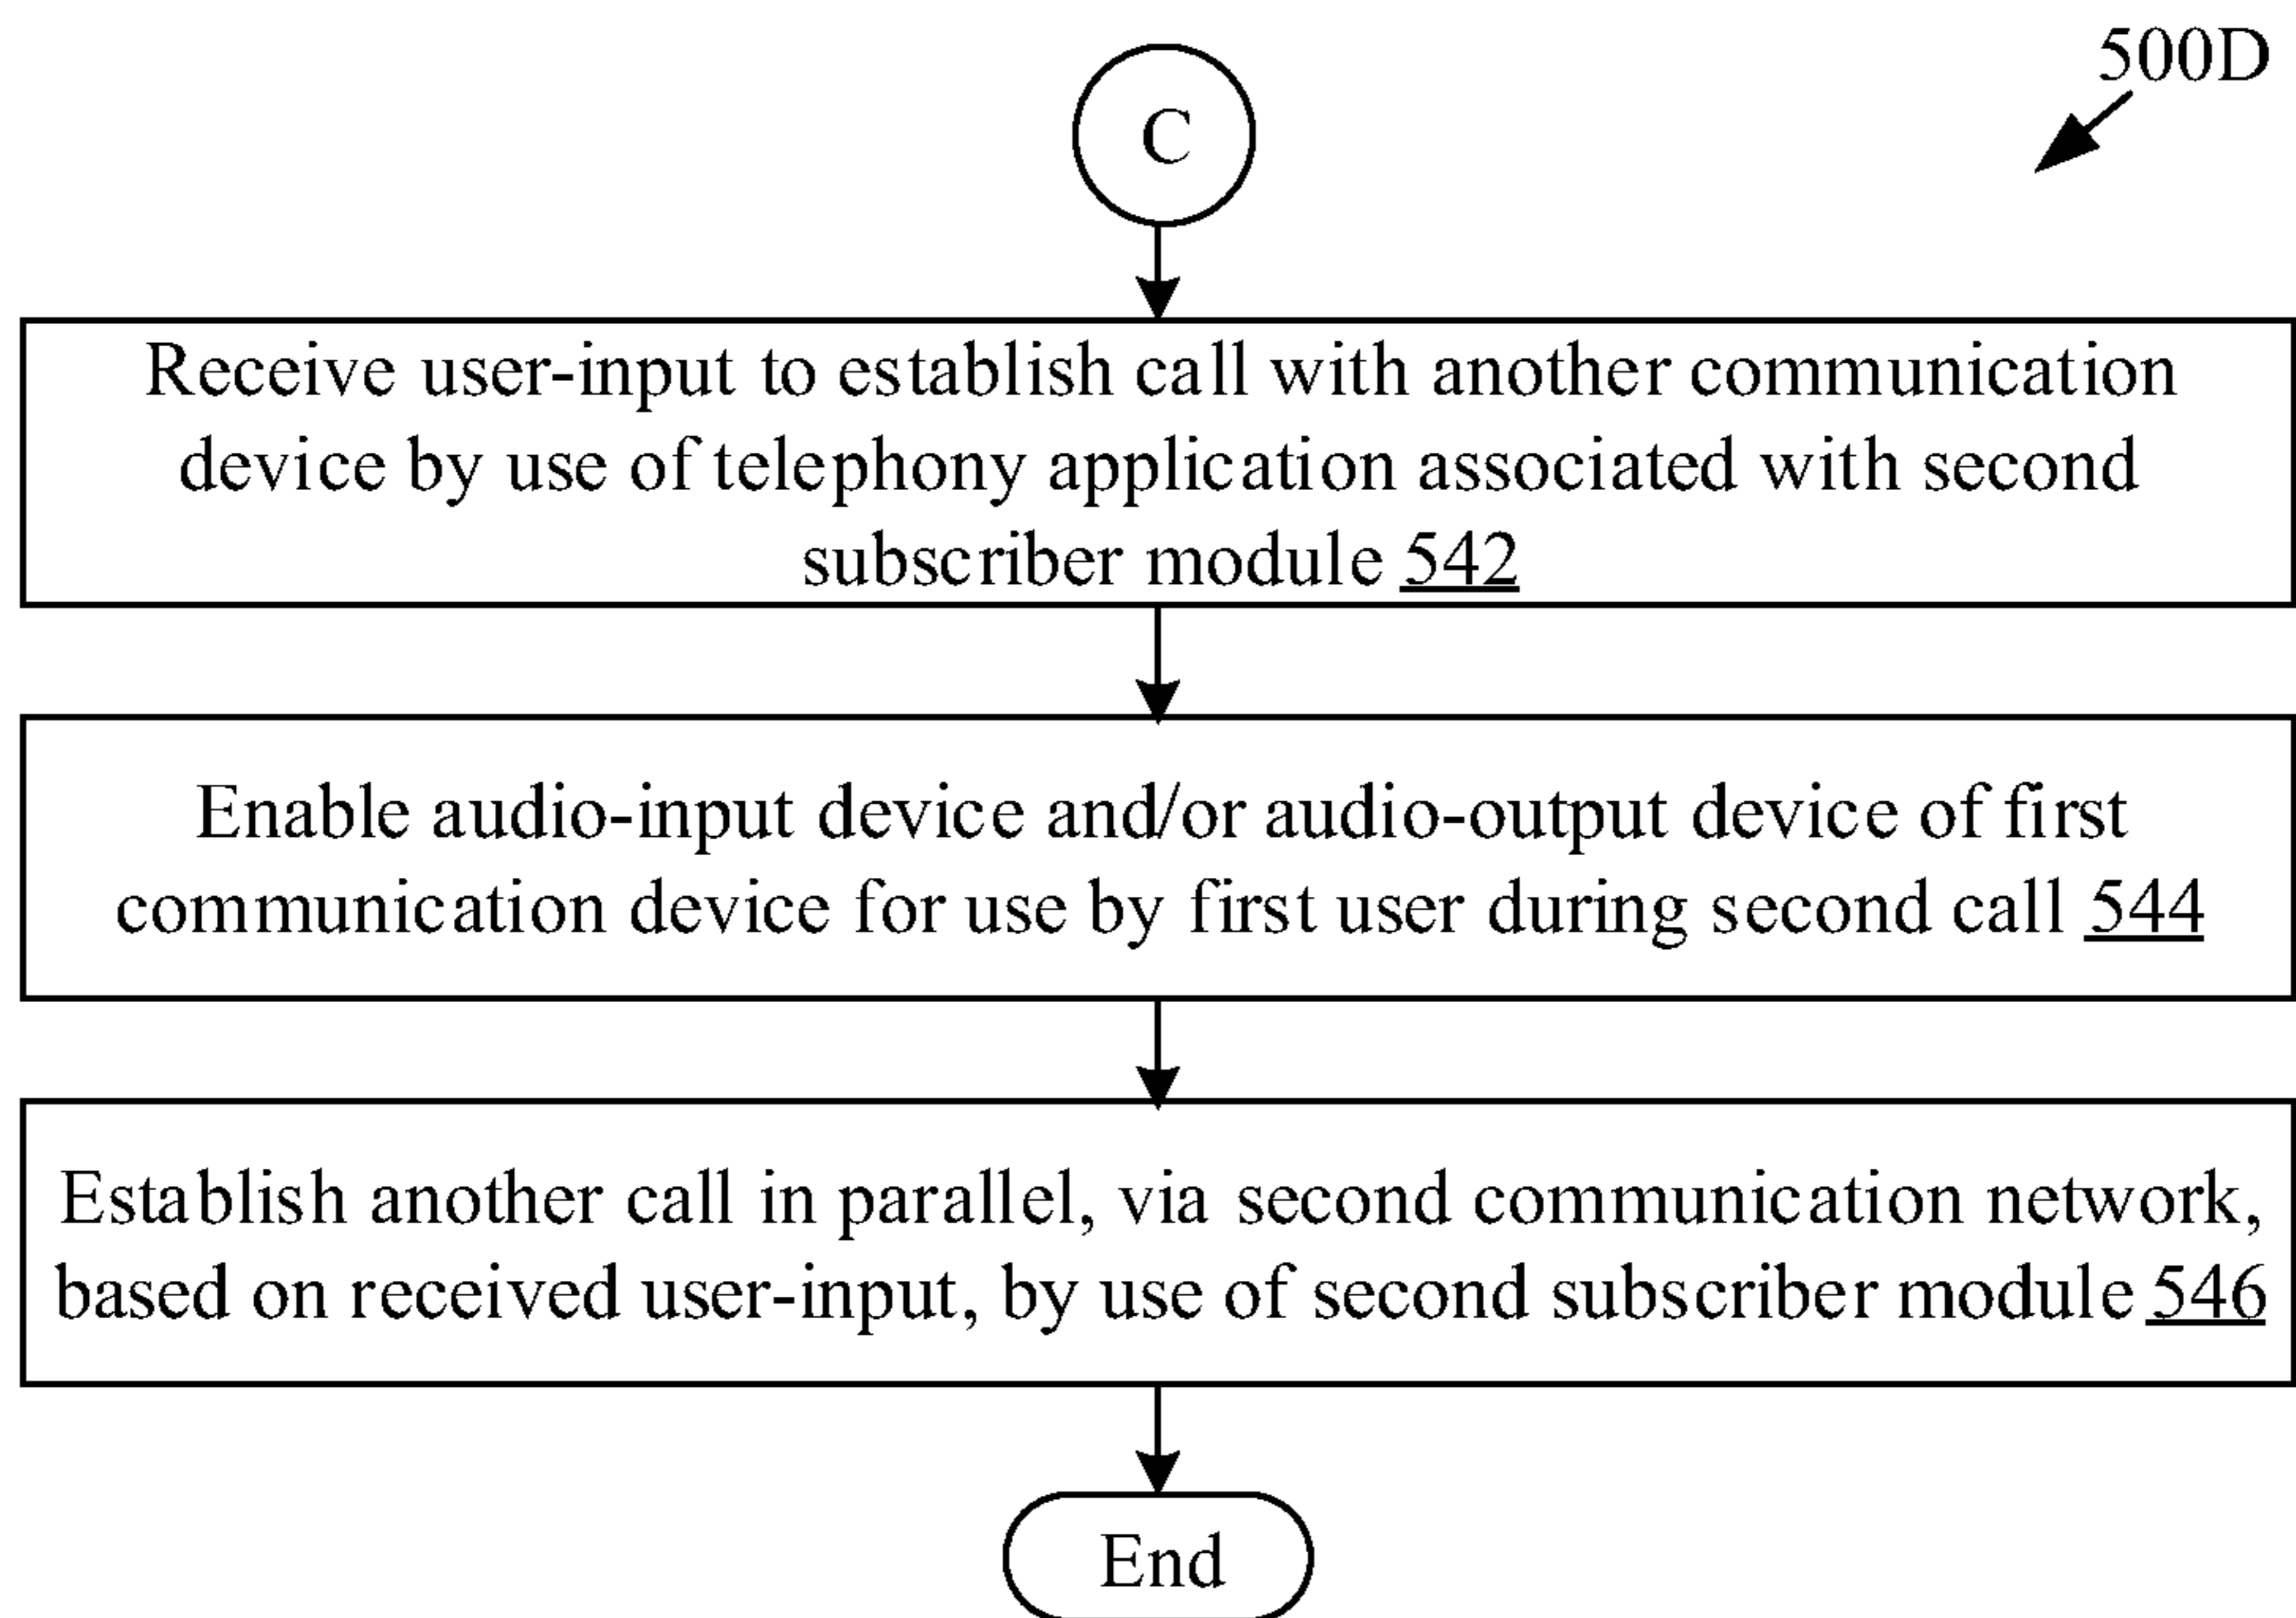 500D
C
Receive user-input to establish call with another communication
device by use of telephony application associated with second
subscriber module 542
Enable audio-input device and/or audio-output device of first
communication device for use by first user during second call 544
Establish another call in parallel, via second communication network,
based on received user-input, by use of second subscriber module 546
End